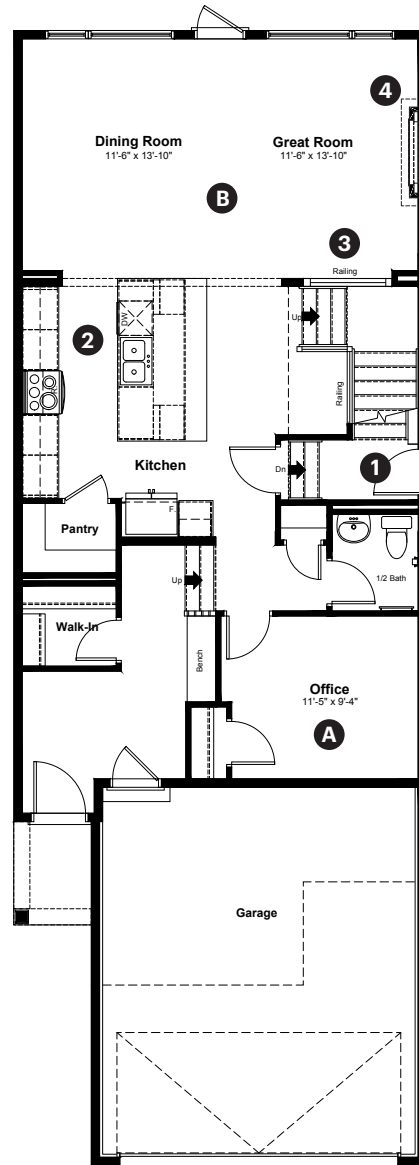 4
Dining Room
11'-6" x 13'-10"
Great Room
11'-6" x 13'-10"
B
3
Railing
Up
DW
2
Railing
Kitchen
Dn
1
F.
Pantry
Up
1/2 Bath
Walk-In
Bench
Office
11'-5" x 9'-4"
A
Garage